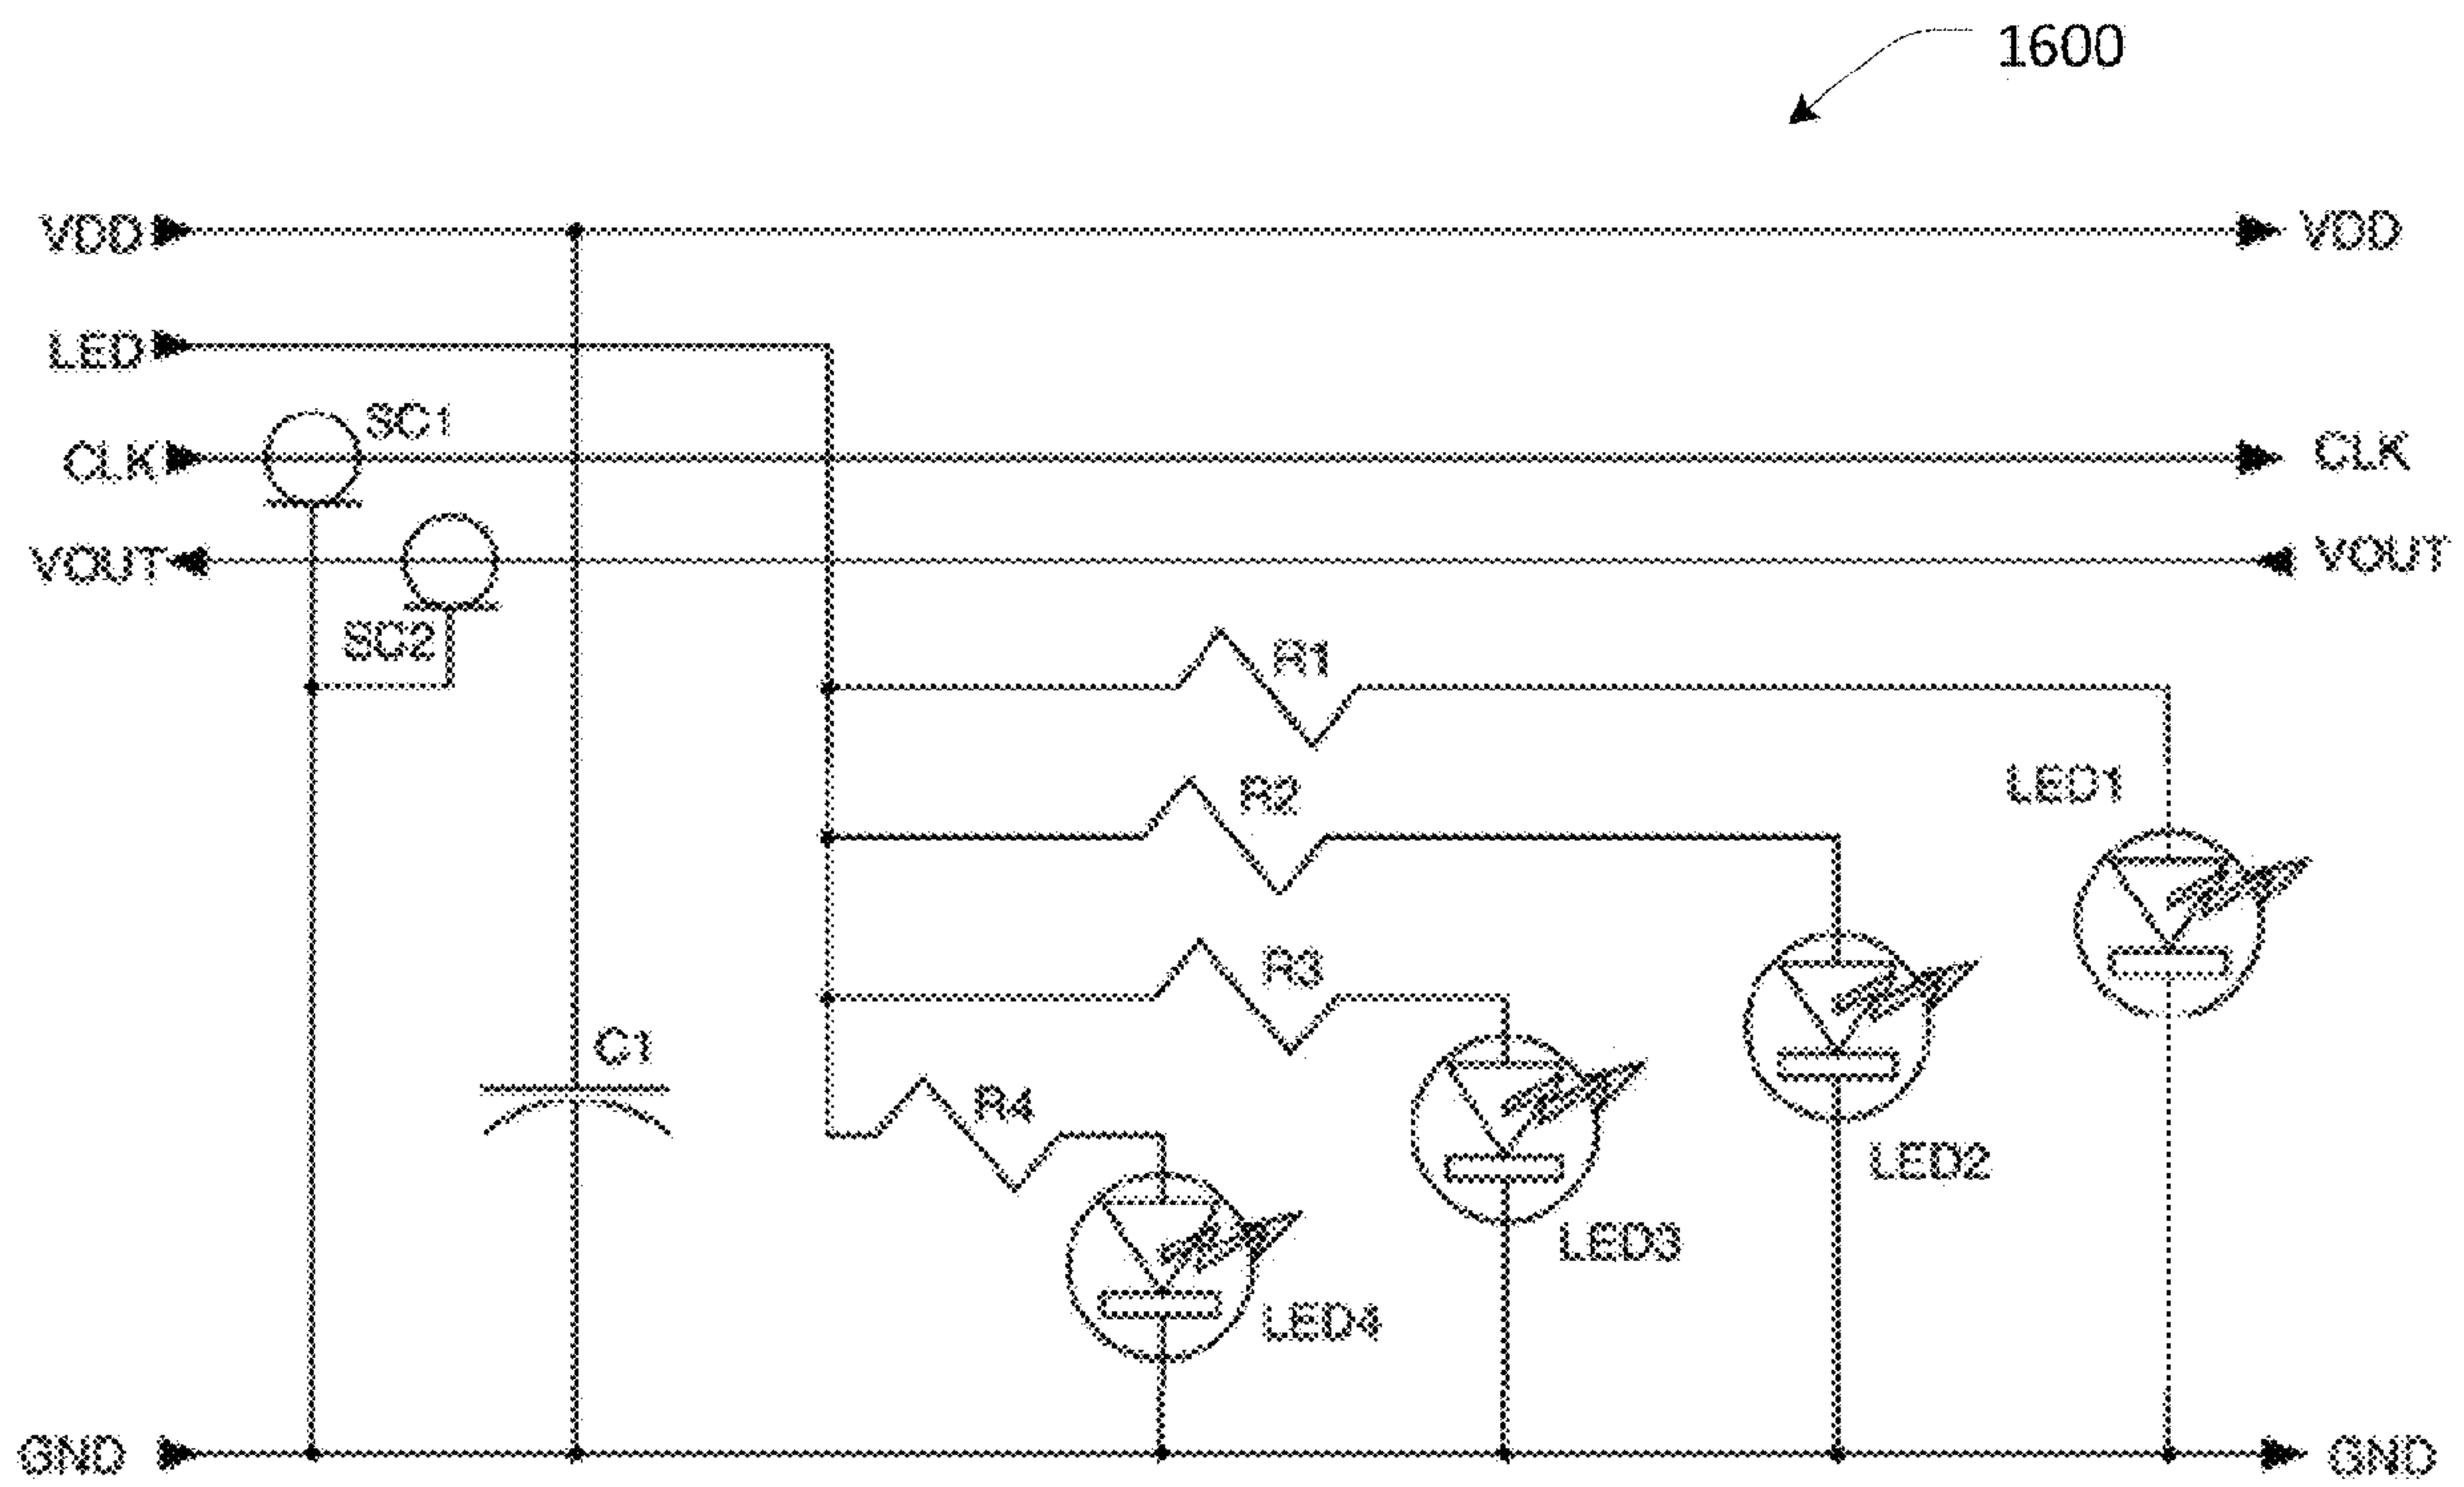 1600
VDD
VDD
LED
SC1
CLK
CLK
VOUT
VOUT
SC2
R1
LED1
R2
R3
C1
R4
LED2
LED3
LED4
GND
GND